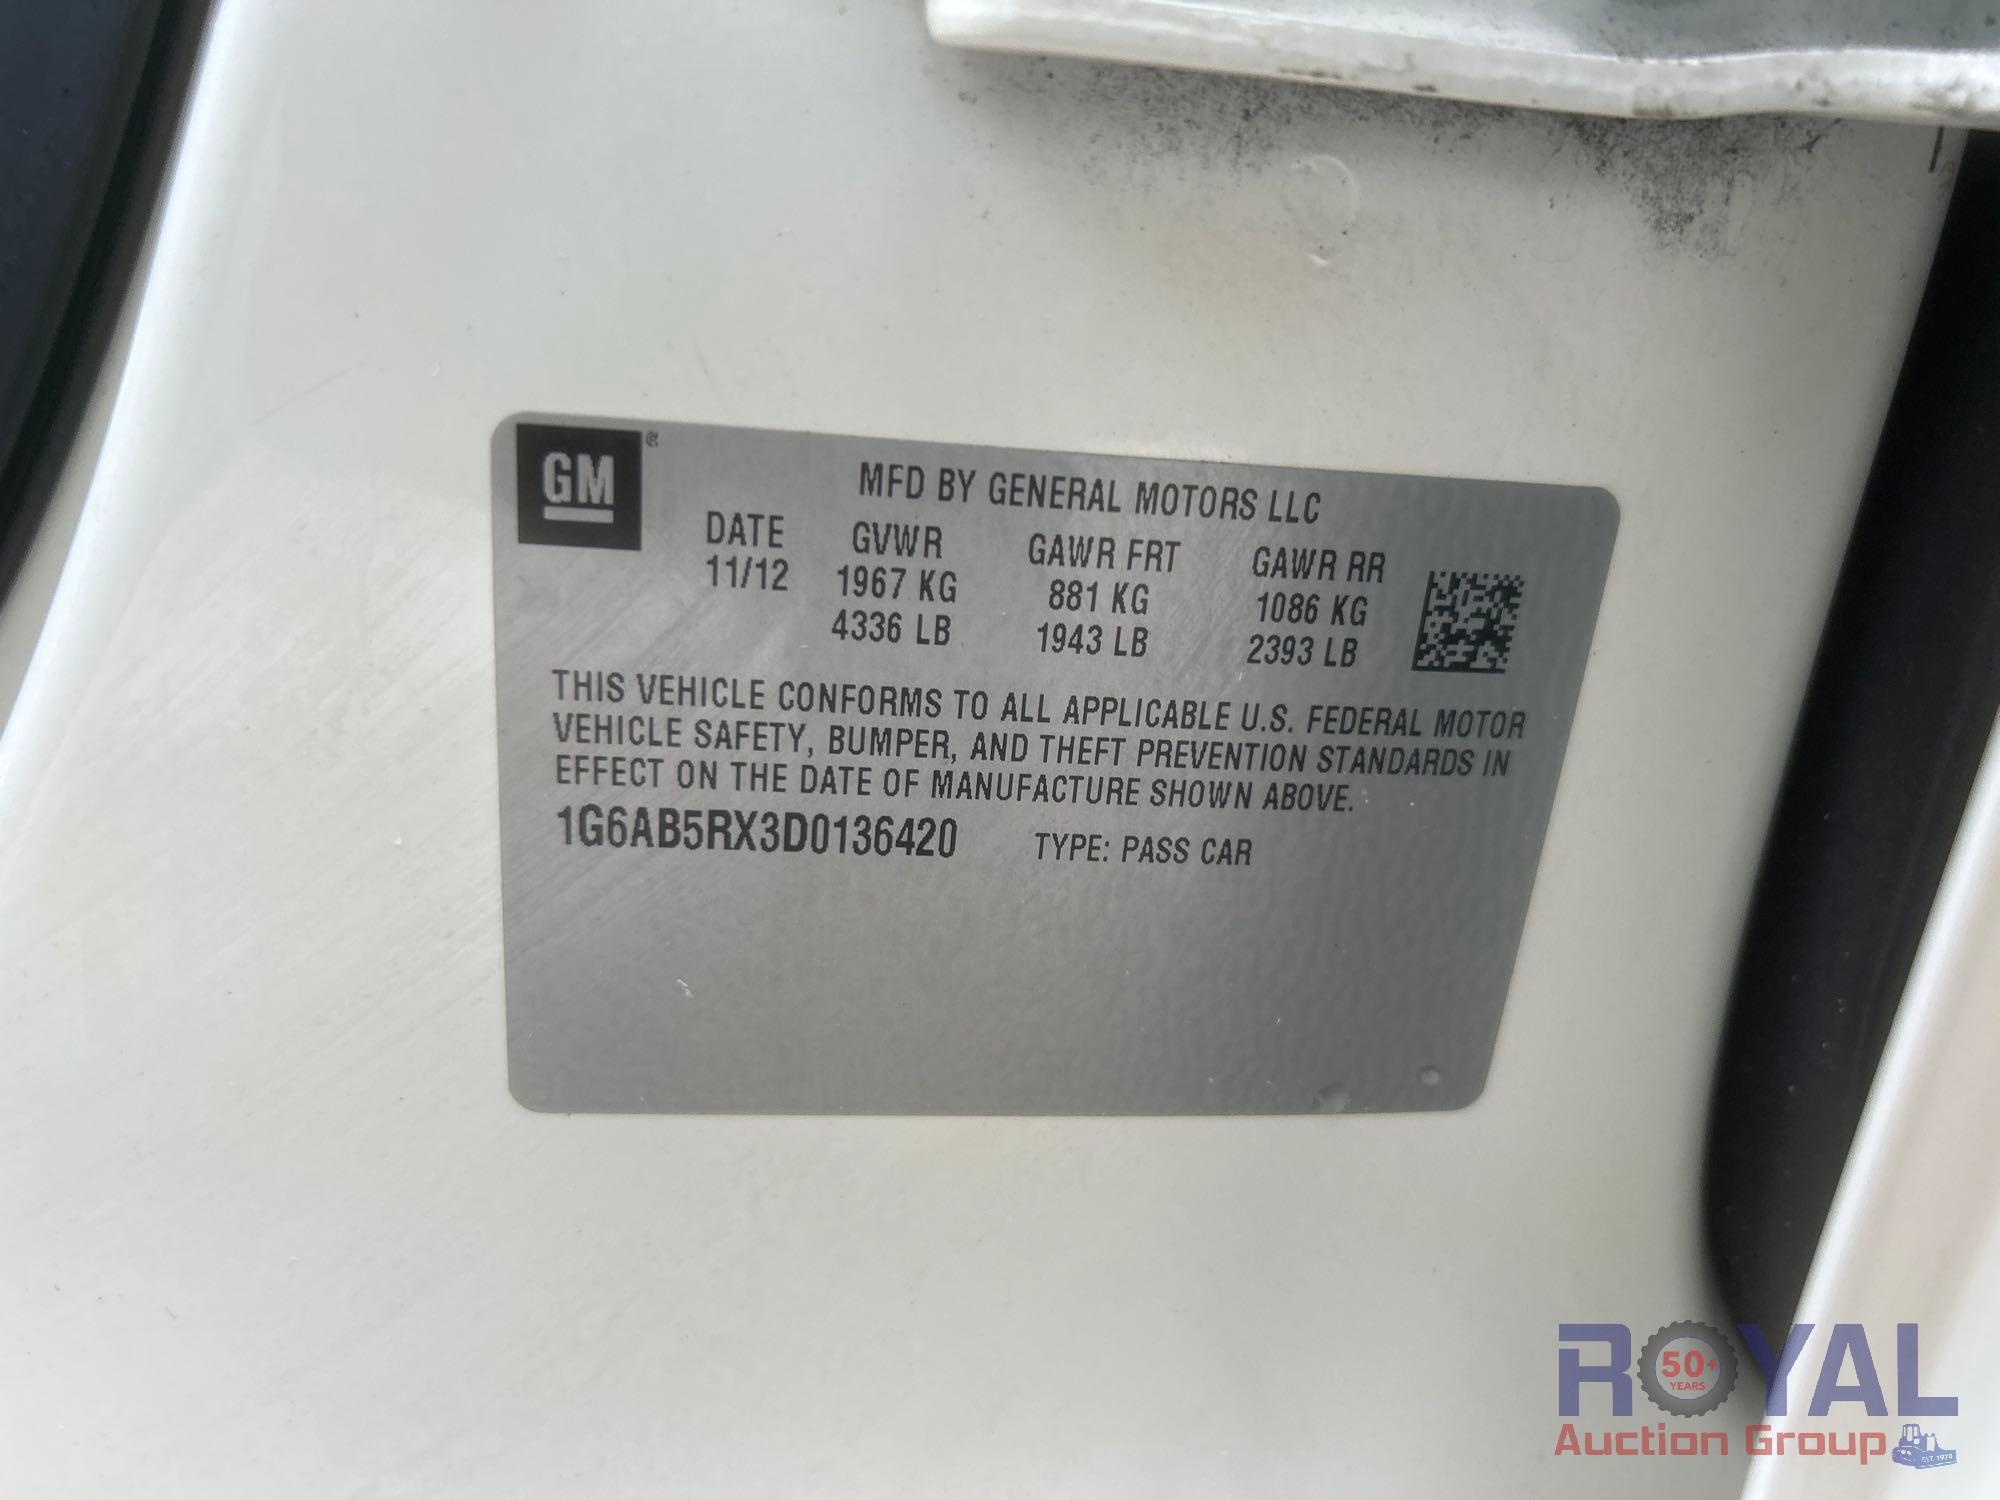 GM ®
MFD BY GENERAL MOTORS LLC
DATE GVWR GAWR FRT GAWR RR
11/12 1967 KG 881 KG 1086 KG
4336 LB 1943 LB 2393 LB
THIS VEHICLE CONFORMS TO ALL APPLICABLE U.S. FEDERAL MOTOR
VEHICLE SAFETY, BUMPER, AND THEFT PREVENTION STANDARDS IN
EFFECT ON THE DATE OF MANUFACTURE SHOWN ABOVE.
1G6AB5RX3D0136420 TYPE: PASS CAR
ROYAL
50+
YEARS
Auction Group
EST. 1970